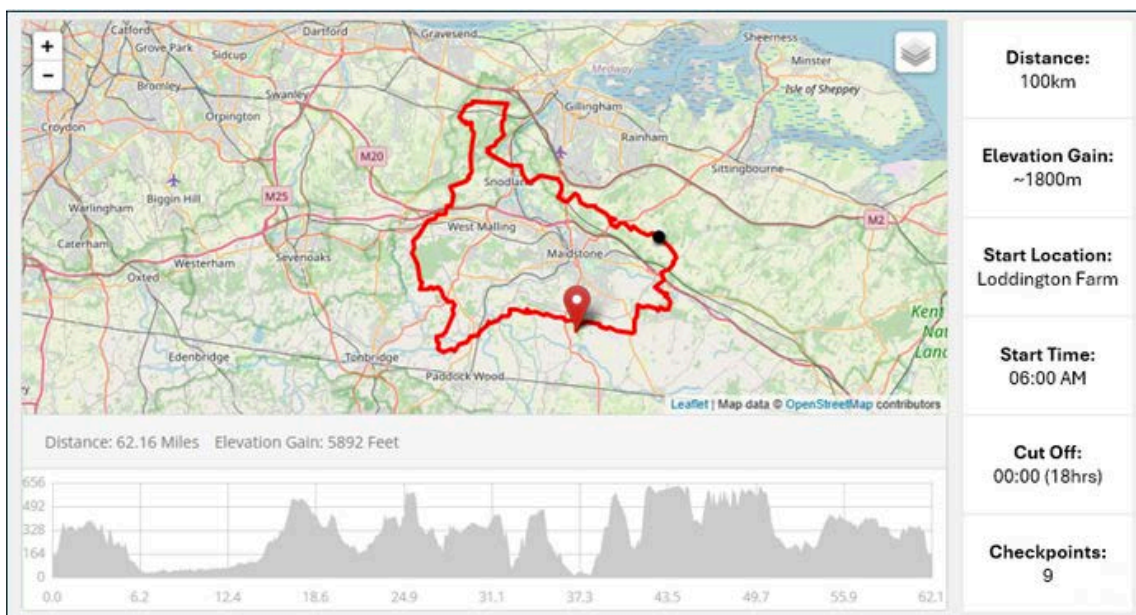 Catford
Dartford
Gravesend
Sheerness
Grove Park
Sidcup
Minster
Medway
Swanley
Gillingham
Isle of Sheppey
Bromley
Orpington
Croydon
Rainham
Sittingbourne
M20
Snodland
M25
M2
Biggin Hill
Warlingham
West Malling
Caterham
Sevenoaks
Maidstone
Westerham
Oxted
Kent
Na
Land
Edenbridge
Tonbridge
Paddock Wood
+
−
Leaflet | Map data © OpenStreetMap contributors
Distance: 62.16 Miles Elevation Gain: 5892 Feet
656
492
328
164
0
0.0 6.2 12.4 18.6 24.9 31.1 37.3 43.5 49.7 55.9 62.1
Distance:
100km
Elevation Gain:
~1800m
Start Location:
Loddington Farm
Start Time:
06:00 AM
Cut Off:
00:00 (18hrs)
Checkpoints:
9